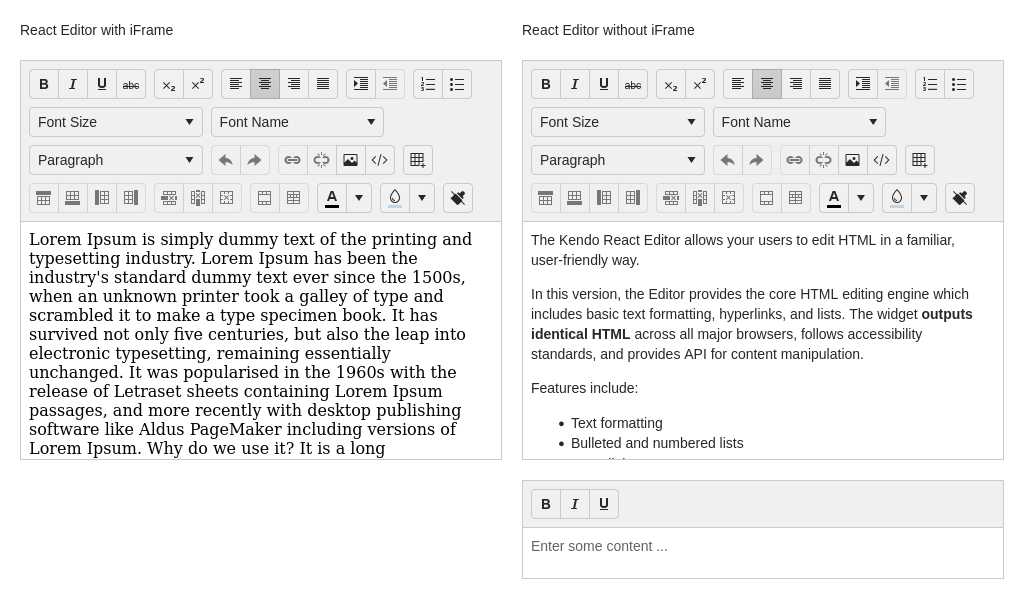 React Editor with iFrame
B I U abc x₂ x²
Font Size Font Name
Paragraph
A
Lorem Ipsum is simply dummy text of the printing and
typesetting industry. Lorem Ipsum has been the
industry's standard dummy text ever since the 1500s,
when an unknown printer took a galley of type and
scrambled it to make a type specimen book. It has
survived not only five centuries, but also the leap into
electronic typesetting, remaining essentially
unchanged. It was popularised in the 1960s with the
release of Letraset sheets containing Lorem Ipsum
passages, and more recently with desktop publishing
software like Aldus PageMaker including versions of
Lorem Ipsum. Why do we use it? It is a long
React Editor without iFrame
B I U abc x₂ x²
Font Size Font Name
Paragraph
A
The Kendo React Editor allows your users to edit HTML in a familiar,
user-friendly way.
In this version, the Editor provides the core HTML editing engine which
includes basic text formatting, hyperlinks, and lists. The widget outputs
identical HTML across all major browsers, follows accessibility
standards, and provides API for content manipulation.
Features include:
• Text formatting
• Bulleted and numbered lists
B I U
Enter some content ...